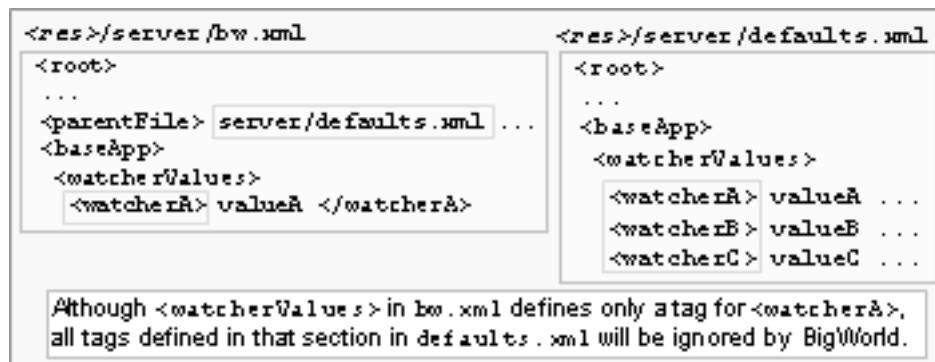 <res>/server/bw.xml
<root>
...
<parentFile> server/defaults.xml ...
<baseApp>
<watcherValues>
<watcherA> valueA </watcherA>
<res>/server/defaults.xml
<root>
...
<baseApp>
<watcherValues>
<watcherA> valueA ...
<watcherB> valueB ...
<watcherC> valueC ...
Although <watcherValues> in bw.xml defines only a tag for <watcherA>,
all tags defined in that section in defaults.xml will be ignored by BigWorld.